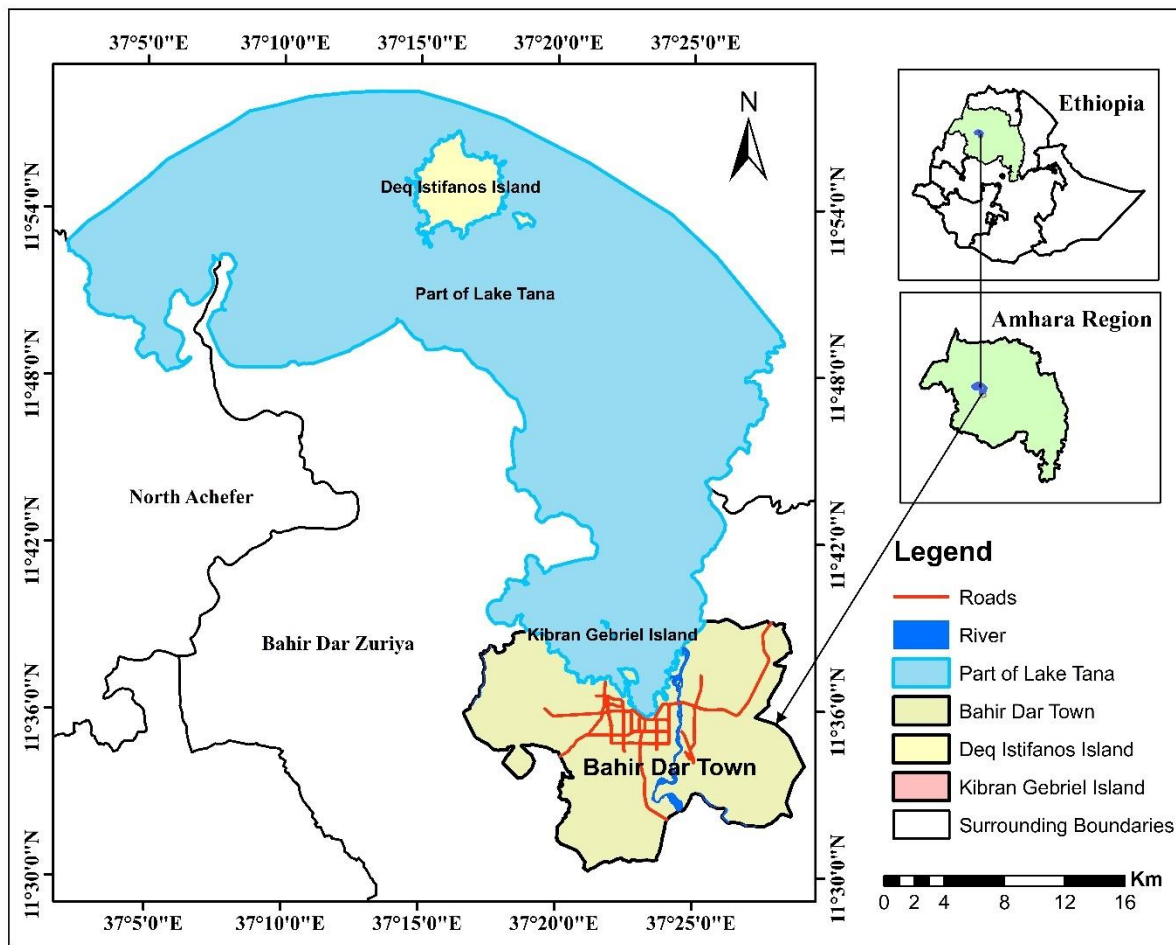 37°5'0"E 37°10'0"E 37°15'0"E 37°20'0"E 37°25'0"E
N
Ethiopia
Deq Istifanos Island
11°54'0"N
11°54'0"N
Part of Lake Tana
Amhara Region
11°48'0"N
11°48'0"N
North Achefer
11°42'0"N
11°42'0"N
Legend
Roads
River
Part of Lake Tana
Bahir Dar Town
Deq Istifanos Island
Kibran Gebriel Island
Surrounding Boundaries
Kibran Gebriel Island
Bahir Dar Zuriya
11°36'0"N
11°36'0"N
Bahir Dar Town
11°30'0"N
11°30'0"N
Km
0 2 4 8 12 16
37°5'0"E 37°10'0"E 37°15'0"E 37°20'0"E 37°25'0"E